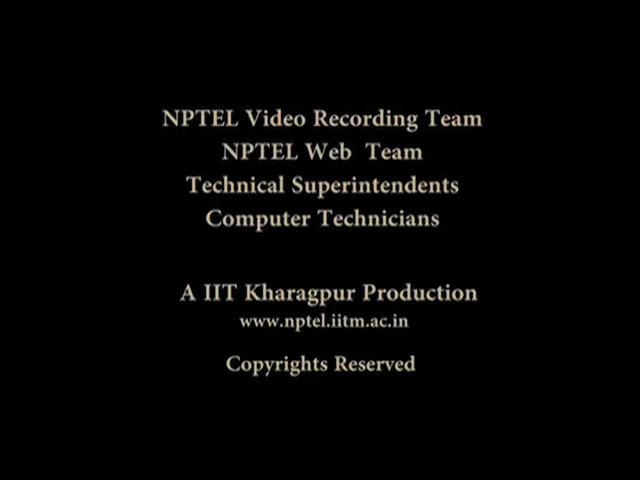 NPTEL Video Recording Team
NPTEL Web Team
Technical Superintendents
Computer Technicians
A IIT Kharagpur Production
www.nptel.iitm.ac.in
Copyrights Reserved